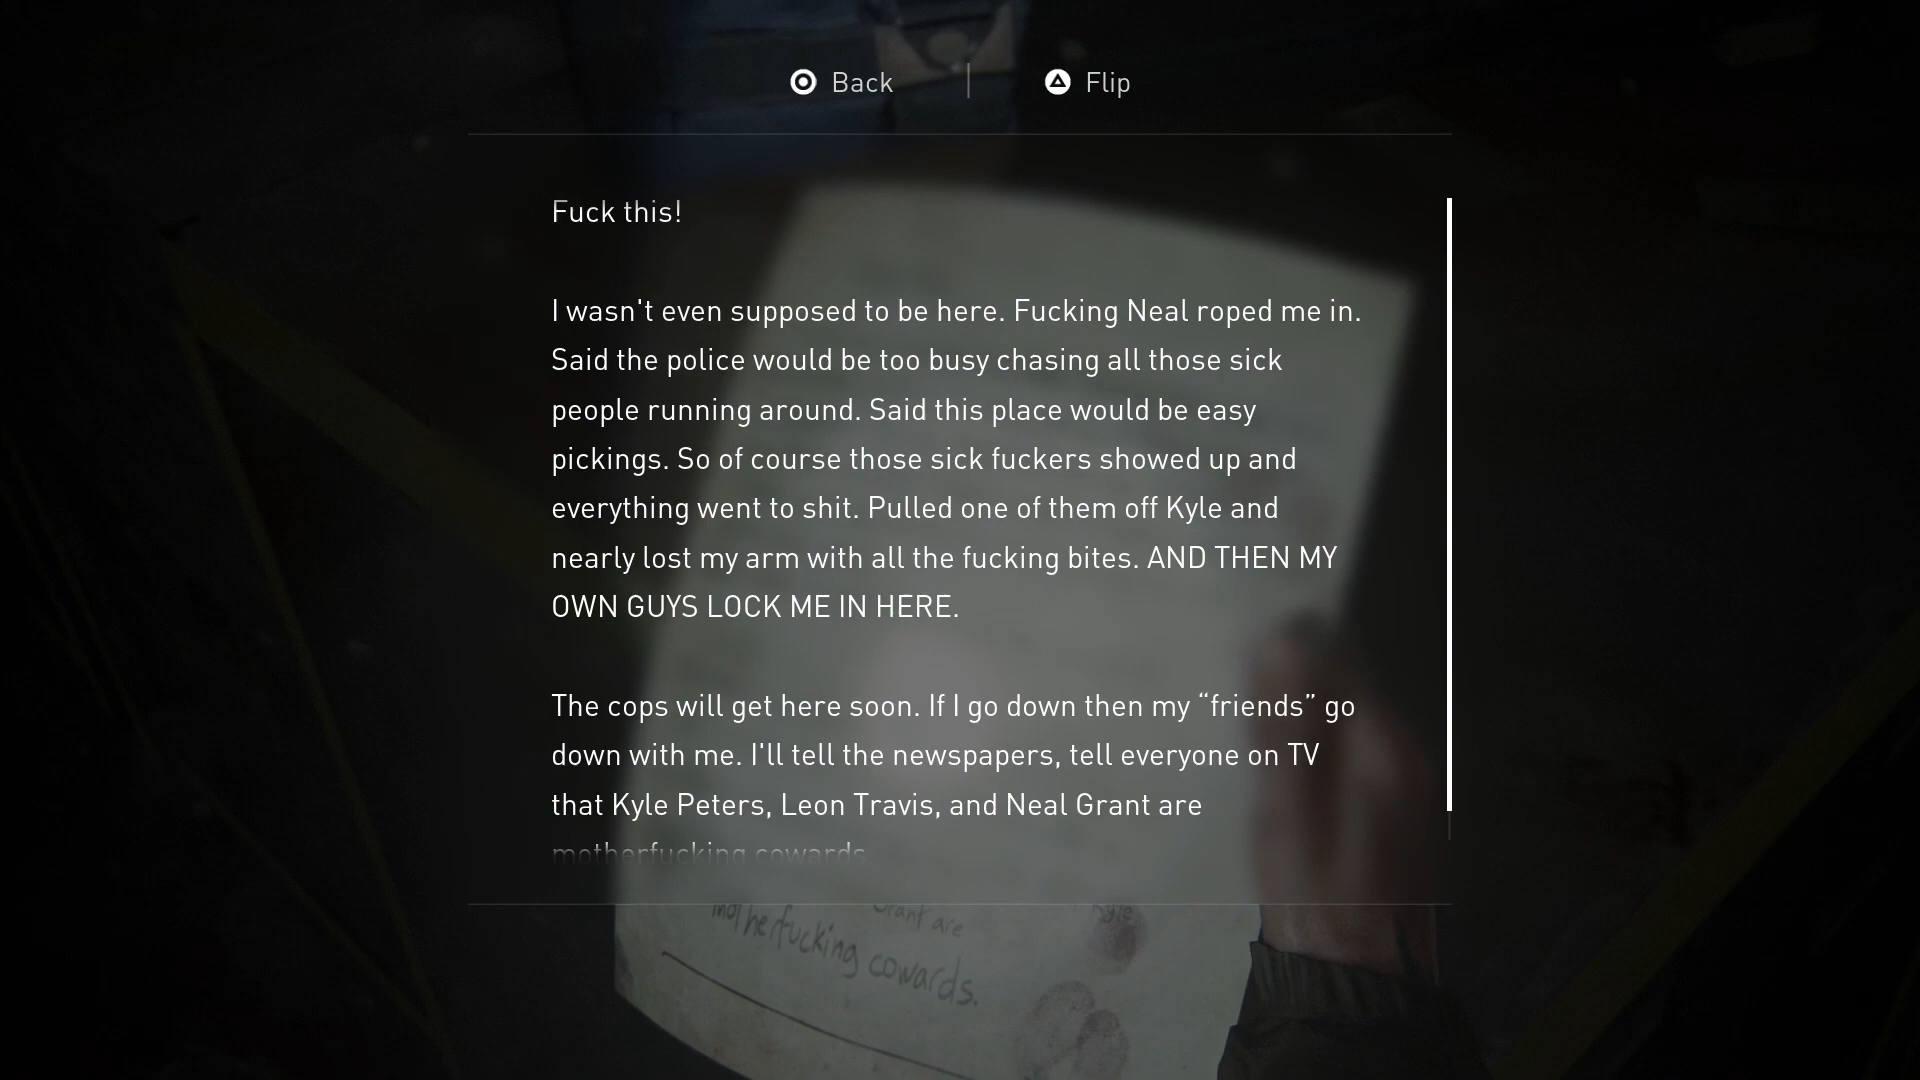 Back
Flip
Fuck this!
I wasn't even supposed to be here. Fucking Neal roped me in.
Said the police would be too busy chasing all those sick
people running around. Said this place would be easy
pickings. So of course those sick fuckers showed up and
everything went to shit. Pulled one of them off Kyle and
nearly lost my arm with all the fucking bites. AND THEN MY
OWN GUYS LOCK ME IN HERE.
The cops will get here soon. If I go down then my “friends” go
down with me. I'll tell the newspapers, tell everyone on TV
that Kyle Peters, Leon Travis, and Neal Grant are
motherfucking cowards
Grant are Kyle
motherfucking cowards.